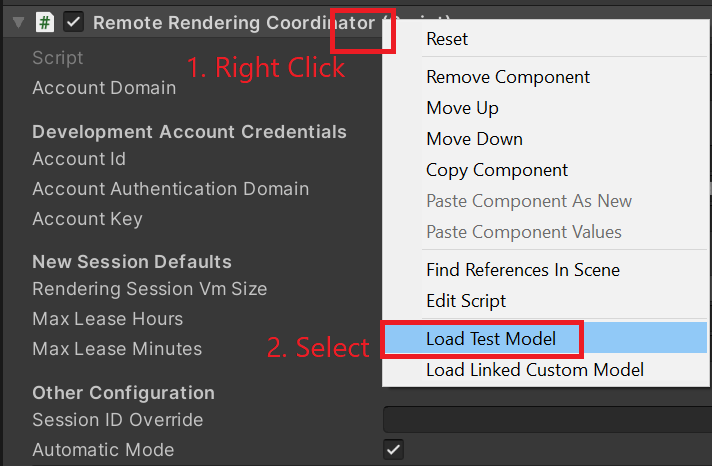 # Remote Rendering Coordinator (Script)
Script
Account Domain
1. Right Click
Development Account Credentials
Account Id
Account Authentication Domain
Account Key
New Session Defaults
Rendering Session Vm Size
Max Lease Hours
Max Lease Minutes
2. Select
Other Configuration
Session ID Override
Automatic Mode
Reset
Remove Component
Move Up
Move Down
Copy Component
Paste Component As New
Paste Component Values
Find References In Scene
Edit Script
Load Test Model
Load Linked Custom Model